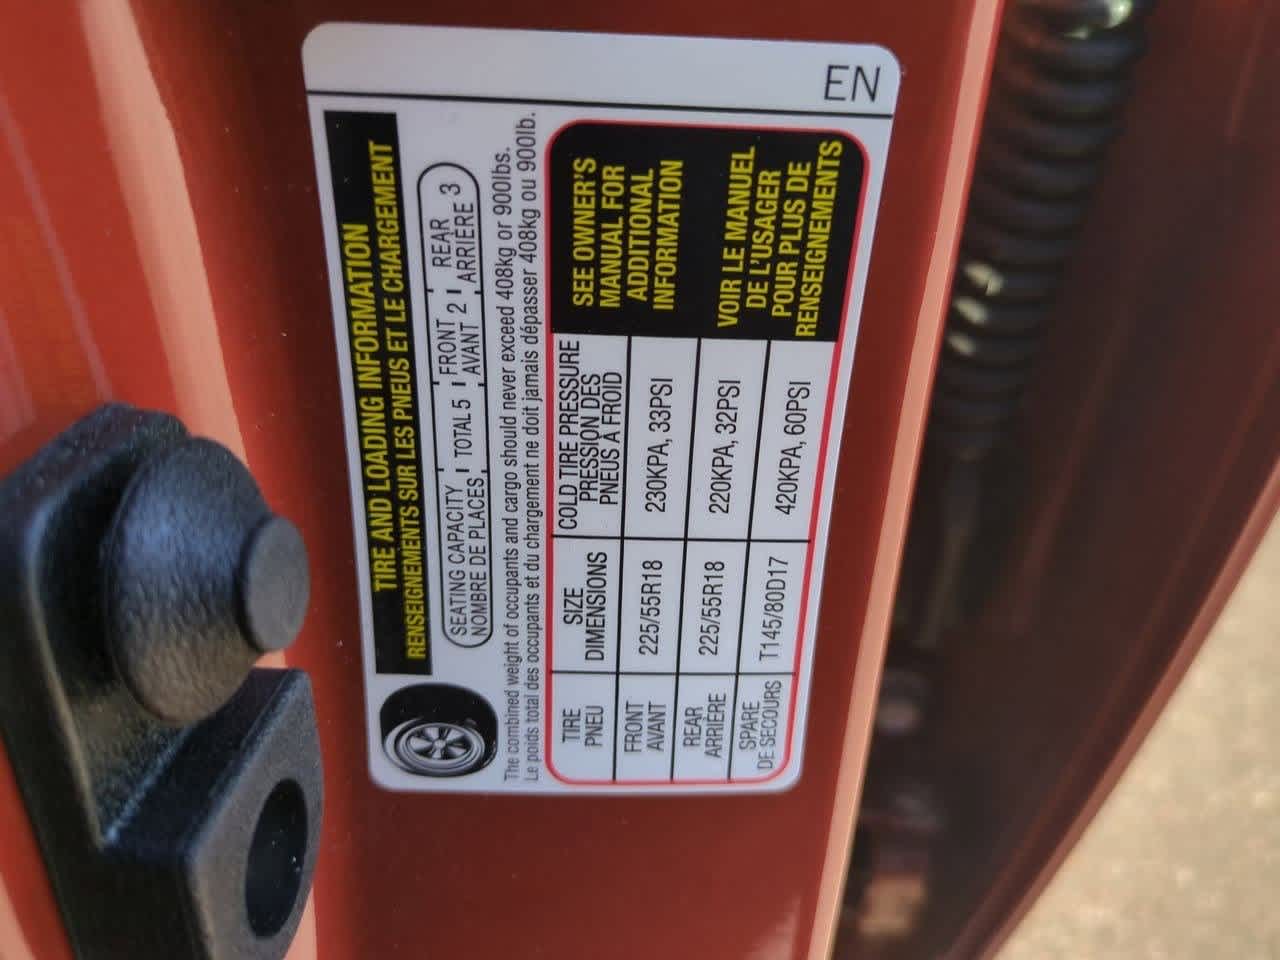 EN
TIRE AND LOADING INFORMATION
RENSEIGNEMENTS SUR LES PNEUS ET LE CHARGEMENT
SEATING CAPACITY
NOMBRE DE PLACES
TOTAL 5
FRONT
AVANT 2
REAR
ARRIÈRE 3
The combined weight of occupants and cargo should never exceed 408kg or 900lbs.
Le poids total des occupants et du chargement ne doit jamais dépasser 408kg ou 900lb.
TIRE
PNEU
SIZE
DIMENSIONS
COLD TIRE PRESSURE
PRESSION DES
PNEUS A FROID
FRONT
AVANT
225/55R18
230KPA, 33PSI
REAR
ARRIÈRE
225/55R18
220KPA, 32PSI
SPARE
DE SECOURS
T145/80D17
420KPA, 60PSI
SEE OWNER'S
MANUAL FOR
ADDITIONAL
INFORMATION
VOIR LE MANUEL
DE L'USAGER
POUR PLUS DE
RENSEIGNEMENTS